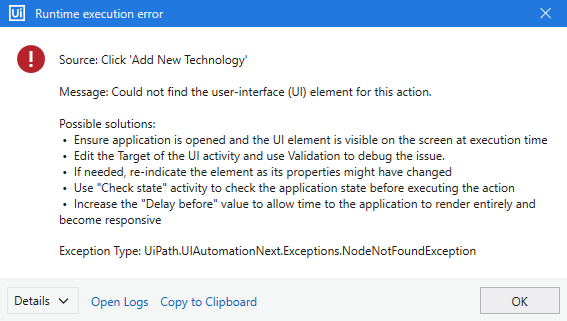 Ui Runtime execution error
Source: Click 'Add New Technology'
Message: Could not find the user-interface (UI) element for this action.
Possible solutions:
• Ensure application is opened and the UI element is visible on the screen at execution time
• Edit the Target of the UI activity and use Validation to debug the issue.
• If needed, re-indicate the element as its properties might have changed
• Use "Check state" activity to check the application state before executing the action
• Increase the "Delay before" value to allow time to the application to render entirely and
become responsive
Exception Type: UiPath.UIAutomationNext.Exceptions.NodeNotFoundException
Details Open Logs Copy to Clipboard OK